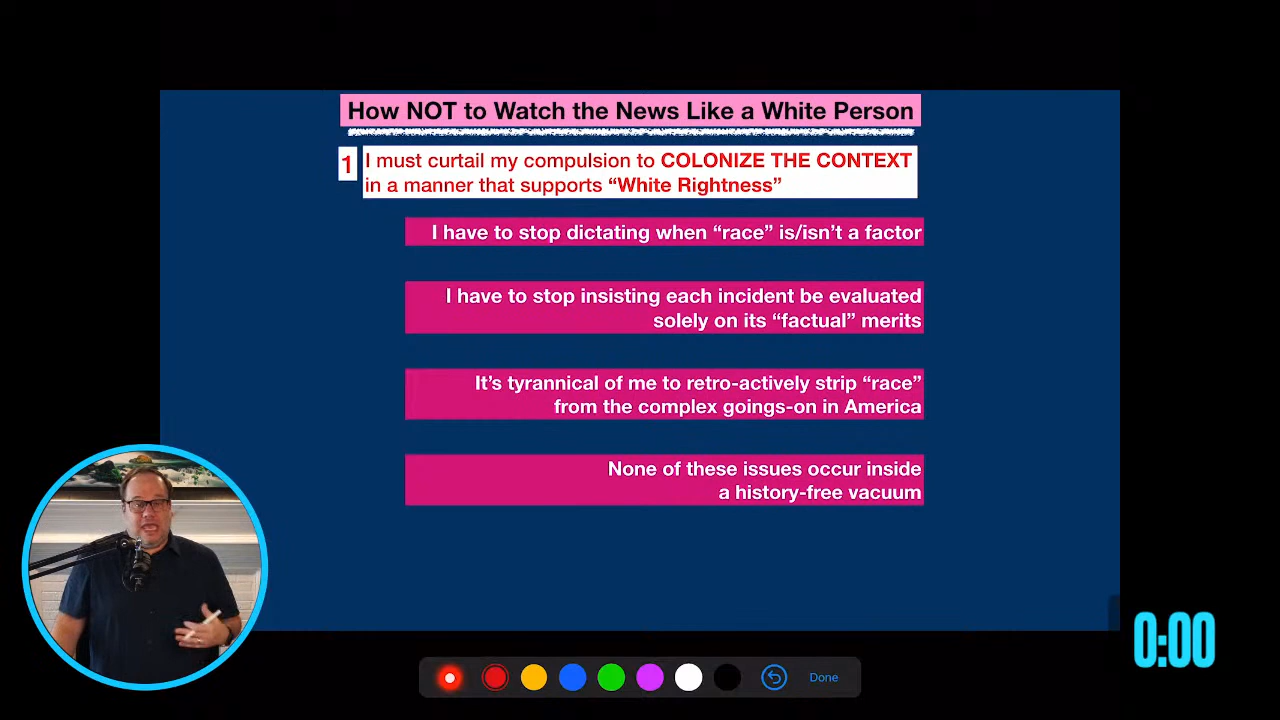 How NOT to Watch the News Like a White Person
1
I must curtail my compulsion to COLONIZE THE CONTEXT
in a manner that supports “White Rightness”
I have to stop dictating when “race” is/isn’t a factor
I have to stop insisting each incident be evaluated
solely on its “factual” merits
It’s tyrannical of me to retro-actively strip “race”
from the complex goings-on in America
None of these issues occur inside
a history-free vacuum
0:00
Done